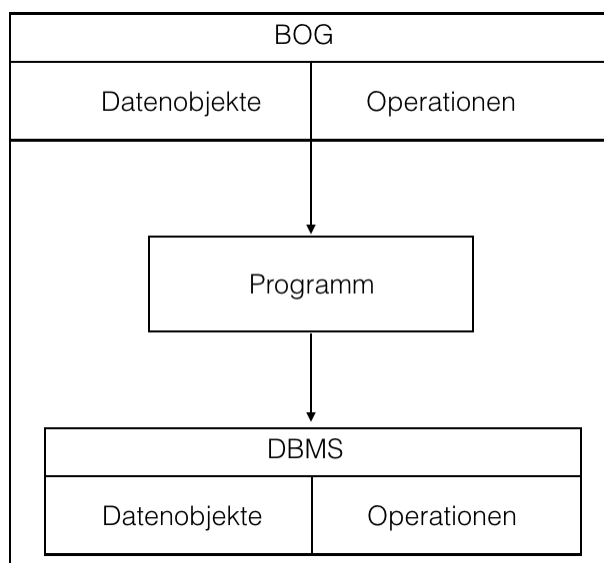 BOG
Datenobjekte Operationen
Programm
DBMS
Datenobjekte Operationen